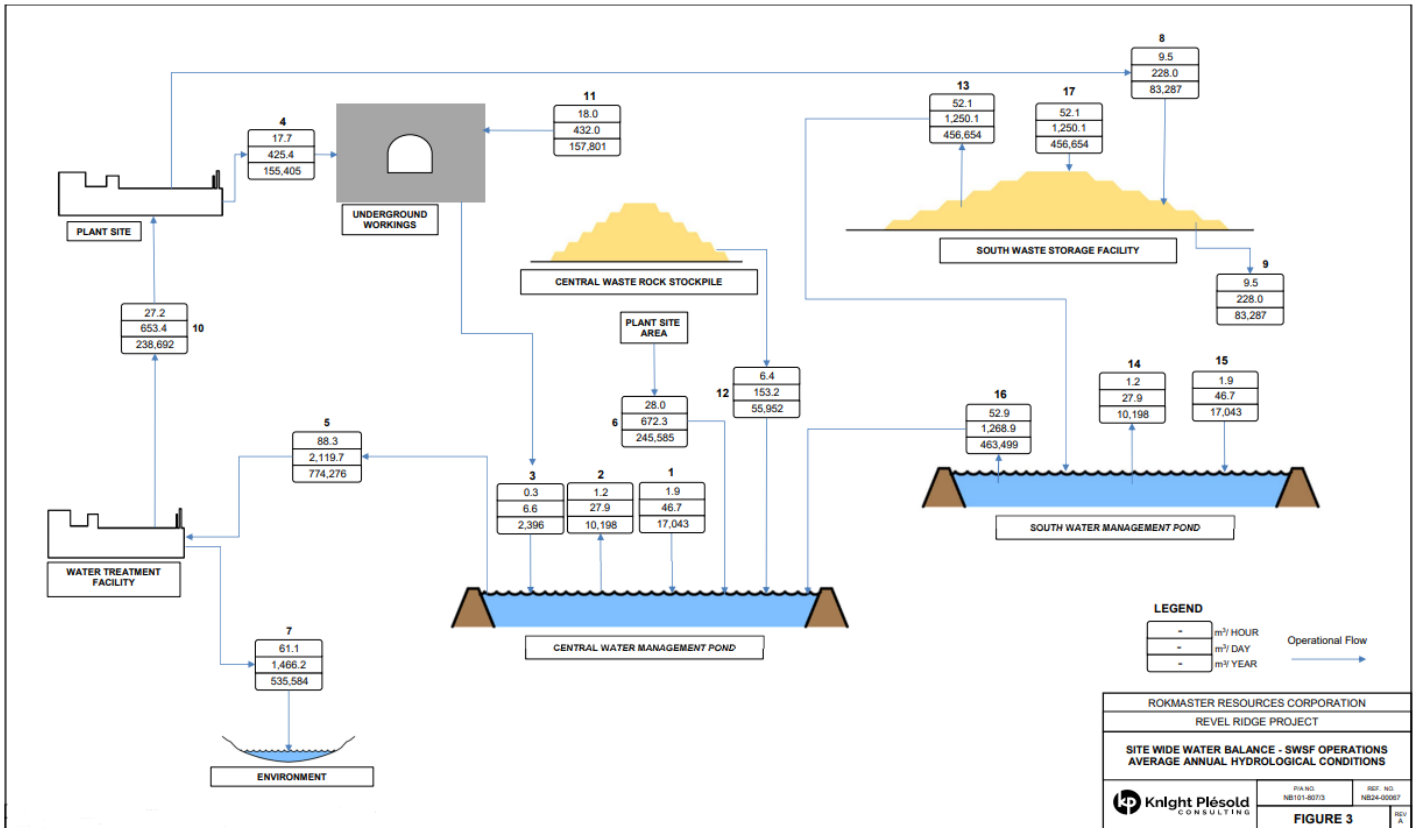 8
9.5
228.0
83,287
13
52.1
1,250.1
456,654
17
52.1
1,250.1
456,654
11
18.0
432.0
157,801
4
17.7
425.4
155,405
PLANT SITE
UNDERGROUND
WORKINGS
CENTRAL WASTE ROCK STOCKPILE
SOUTH WASTE STORAGE FACILITY
9
9.5
228.0
83,287
27.2
653.4
238,692
10
PLANT SITE
AREA
6
28.0
672.3
245,585
12
6.4
153.2
55,952
14
1.2
27.9
10,198
15
1.9
46.7
17,043
16
52.9
1,268.9
463,499
5
88.3
2,119.7
774,276
3
0.3
6.6
2,396
2
1.2
27.9
10,198
1
1.9
46.7
17,043
SOUTH WATER MANAGEMENT POND
WATER TREATMENT
FACILITY
CENTRAL WATER MANAGEMENT POND
7
61.1
1,466.2
535,584
ENVIRONMENT
LEGEND
- m³/ HOUR
- m³/ DAY
- m³/ YEAR
Operational Flow
ROKMASTER RESOURCES CORPORATION
REVEL RIDGE PROJECT
SITE WIDE WATER BALANCE - SWSF OPERATIONS
AVERAGE ANNUAL HYDROLOGICAL CONDITIONS
kp Knight Piésold
CONSULTING
P/A NO.
NB101-807/3
REF. NO.
NB24-00067
FIGURE 3
REV
A